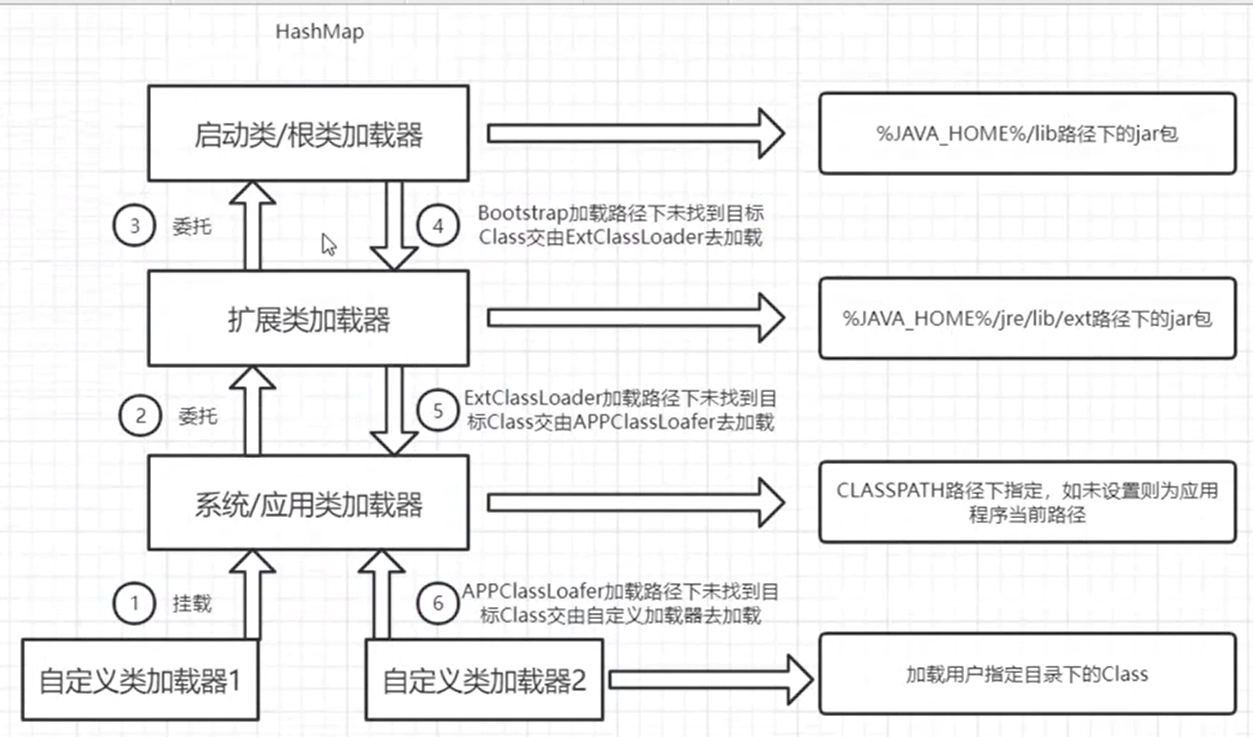 HashMap
启动类/根类加载器
%JAVA_HOME%/lib路径下的jar包
3 委托
4 Bootstrap加载路径下未找到目标
Class交由ExtClassLoader去加载
扩展类加载器
%JAVA_HOME%/jre/lib/ext路径下的jar包
2 委托
5 ExtClassLoader加载路径下未找到目
标Class交由APPClassLoafer去加载
系统/应用类加载器
CLASSPATH路径下指定，如未设置则为应用
程序当前路径
1 挂载
6 APPClassLoafer加载路径下未找到目
标Class交由自定义加载器去加载
自定义类加载器1
自定义类加载器2
加载用户指定目录下的Class